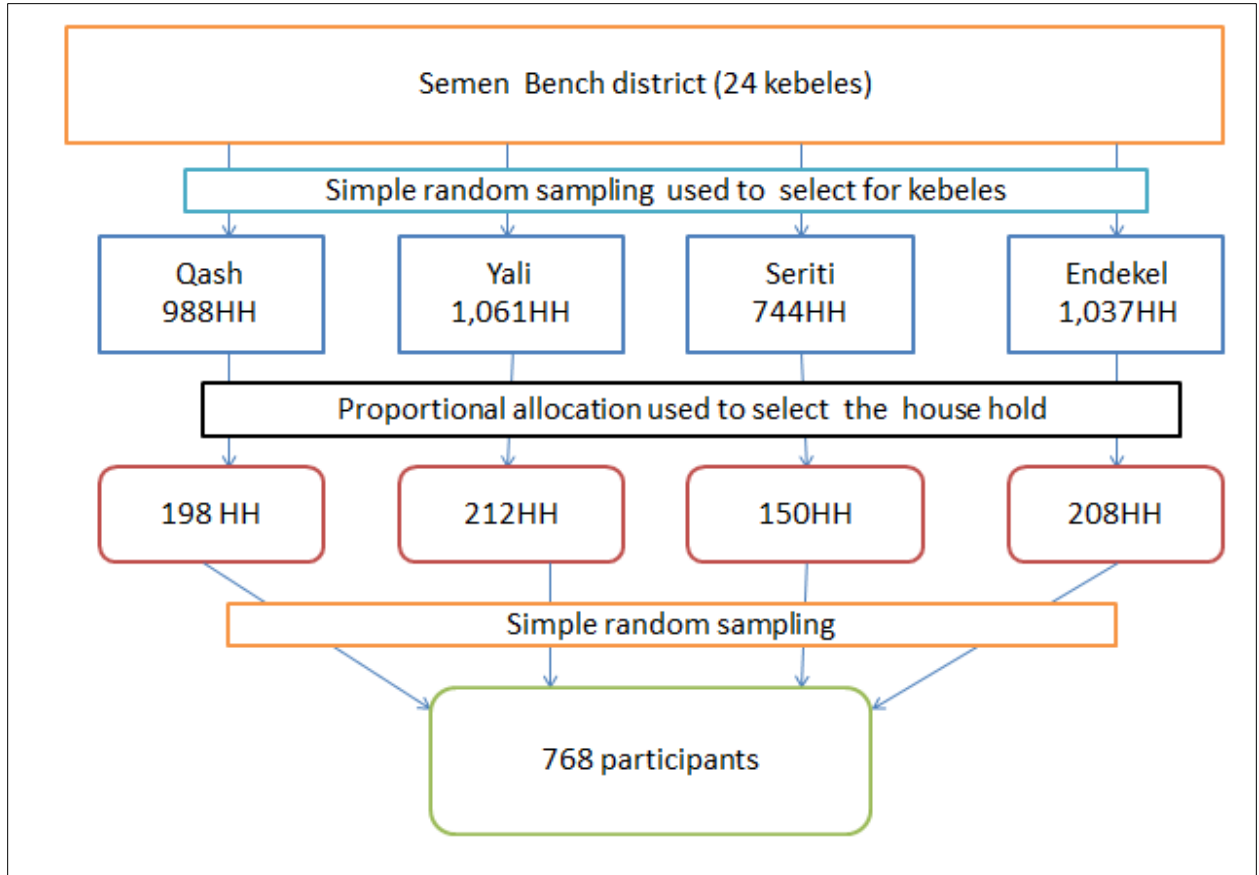 Semen Bench district (24 kebeles)
Simple random sampling used to select for kebeles
Qash
988HH
Yali
1,061HH
Seriti
744HH
Endekel
1,037HH
Proportional allocation used to select the house hold
198 HH
212HH
150HH
208HH
Simple random sampling
768 participants